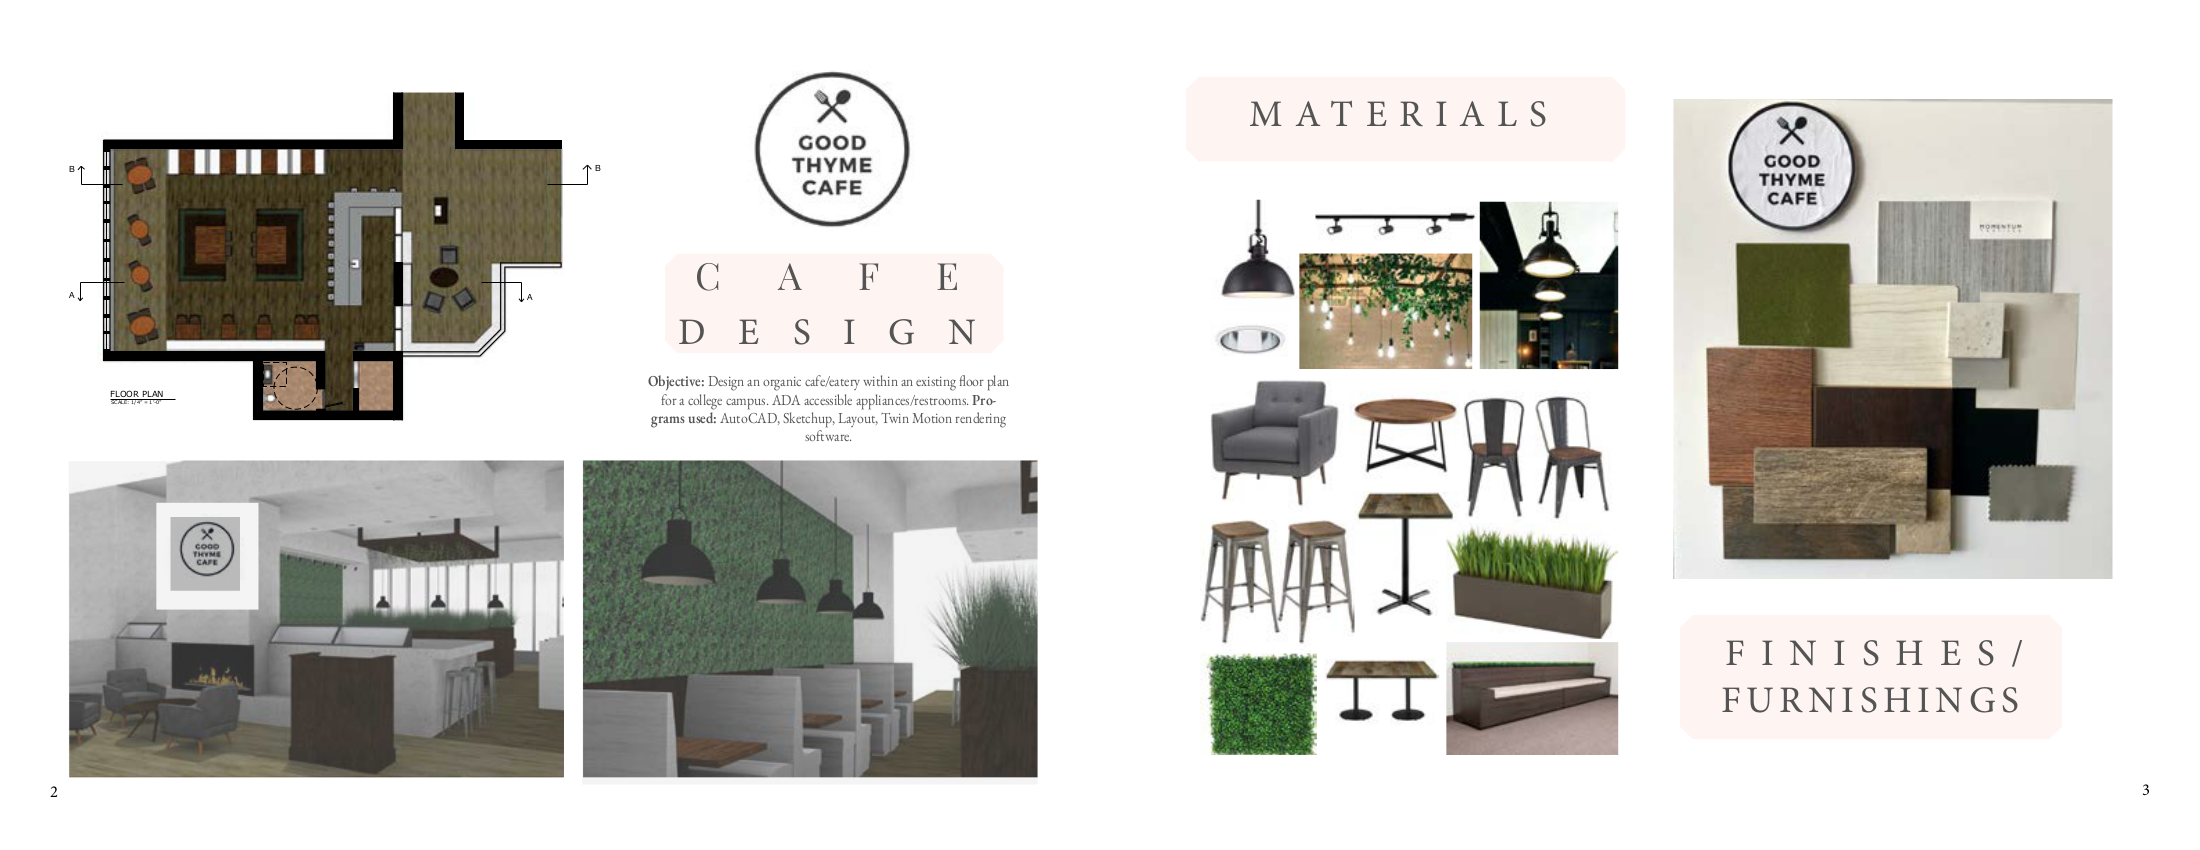 B
B
A
A
FLOOR PLAN
SCALE: 1/4" = 1'-0"
GOOD
THYME
CAFE
CAFE
DESIGN
Objective: Design an organic cafe/eatery within an existing floor plan
for a college campus. ADA accessible appliances/restrooms. Pro-
grams used: AutoCAD, Sketchup, Layout, Twin Motion rendering
software.
GOOD
THYME
CAFE
2
MATERIALS
GOOD
THYME
CAFE
MOMENTUM
FINISHES/
FURNISHINGS
3